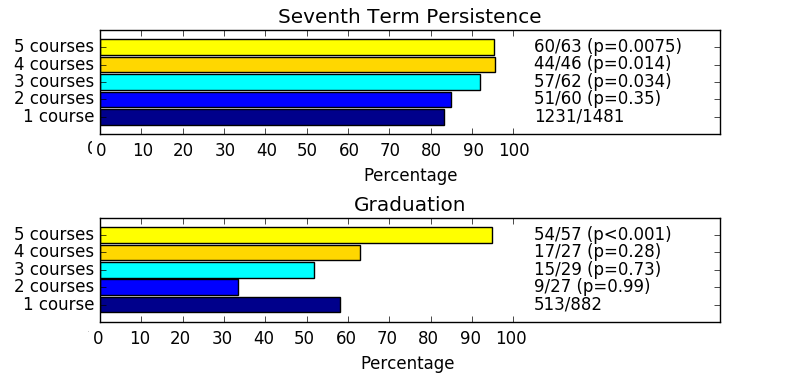 Seventh Term Persistence
5 courses 60/63 (p=0.0075)
4 courses 44/46 (p=0.014)
3 courses 57/62 (p=0.034)
2 courses 51/60 (p=0.35)
1 course 1231/1481
0 10 20 30 40 50 60 70 80 90 100
Percentage
Graduation
5 courses 54/57 (p<0.001)
4 courses 17/27 (p=0.28)
3 courses 15/29 (p=0.73)
2 courses 9/27 (p=0.99)
1 course 513/882
0 10 20 30 40 50 60 70 80 90 100
Percentage